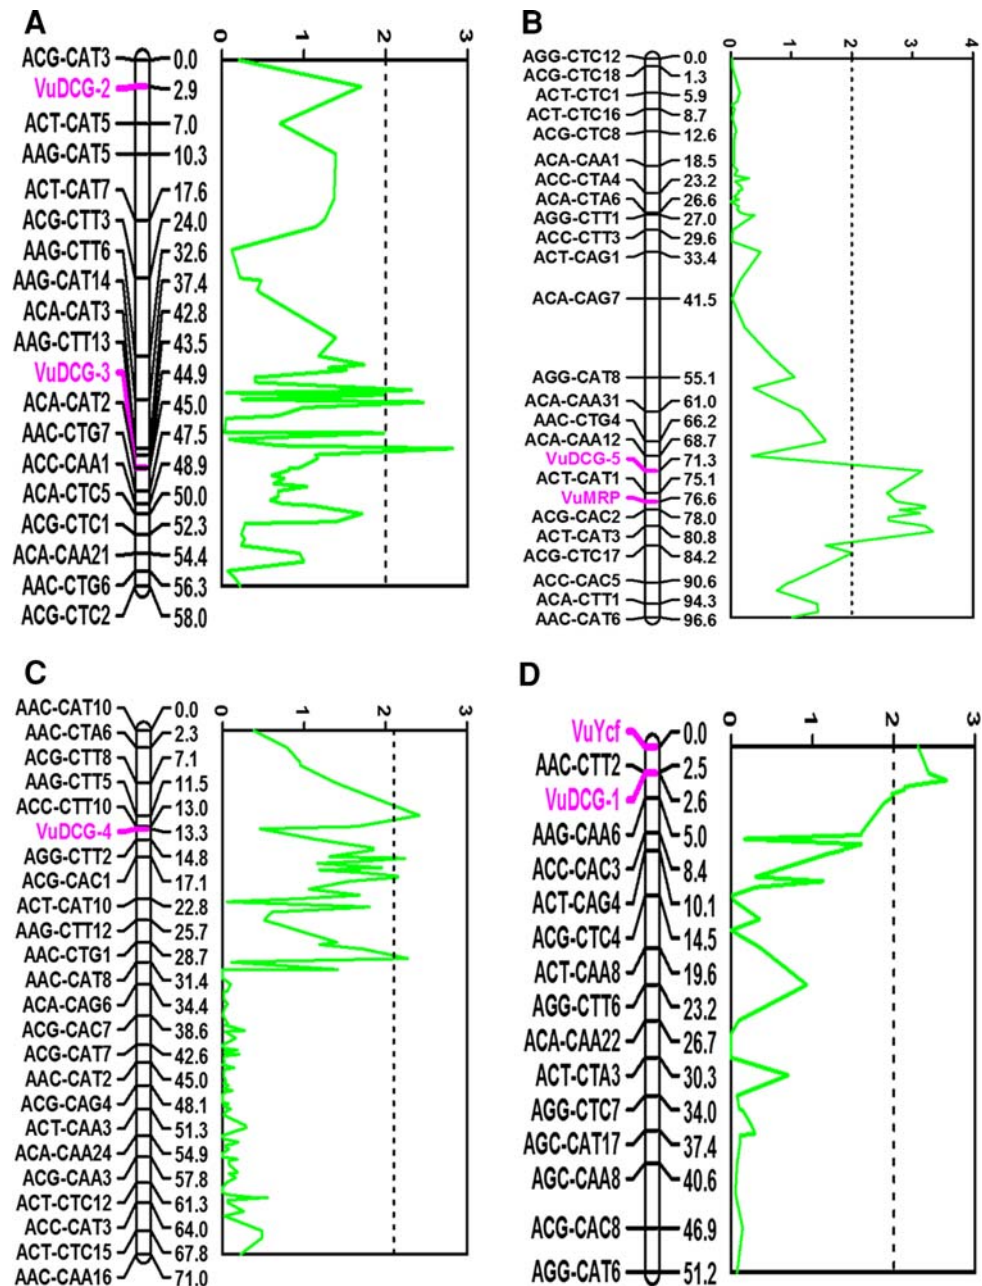 A
0 1 2 3
ACG-CAT3 0.0
VuDCG-2 2.9
ACT-CAT5 7.0
AAG-CAT5 10.3
ACT-CAT7 17.6
ACG-CTT3 24.0
AAG-CTT6 32.6
AAG-CAT14 37.4
ACA-CAT3 42.8
AAG-CTT13 43.5
VuDCG-3 44.9
ACA-CAT2 45.0
AAC-CTG7 47.5
ACC-CAA1 48.9
ACA-CTC5 50.0
ACG-CTC1 52.3
ACA-CAA21 54.4
AAC-CTG6 56.3
ACG-CTC2 58.0
B
0 1 2 3 4
AGG-CTC12 0.0
ACG-CTC18 1.3
ACT-CTC1 5.9
ACT-CTC16 8.7
ACG-CTC8 12.6
ACA-CAA1 18.5
ACC-CTA4 23.2
ACA-CTA6 26.6
AGG-CTT1 27.0
ACC-CTT3 29.6
ACT-CAG1 33.4
ACA-CAG7 41.5
AGG-CAT8 55.1
ACA-CAA31 61.0
AAC-CTG4 66.2
ACA-CAA12 68.7
VuDCG-5 71.3
ACT-CAT1 75.1
VuMRP 76.6
ACG-CAC2 78.0
ACT-CAT3 80.8
ACG-CTC17 84.2
ACC-CAC5 90.6
ACA-CTT1 94.3
AAC-CAT6 96.6
C
0 1 2 3
AAC-CAT10 0.0
AAC-CTA6 2.3
ACG-CTT8 7.1
AAG-CTT5 11.5
ACC-CTT10 13.0
VuDCG-4 13.3
AGG-CTT2 14.8
ACG-CAC1 17.1
ACT-CAT10 22.8
AAG-CTT12 25.7
AAC-CTG1 28.7
AAC-CAT8 31.4
ACA-CAG6 34.4
ACG-CAC7 38.6
ACG-CAT7 42.6
AAC-CAT2 45.0
ACG-CAG4 48.1
ACT-CAA3 51.3
ACA-CAA24 54.9
ACG-CAA3 57.8
ACT-CTC12 61.3
ACC-CAT3 64.0
ACT-CTC15 67.8
AAC-CAA16 71.0
D
0 1 2 3
VuYcf 0.0
AAC-CTT2 2.5
VuDCG-1 2.6
AAG-CAA6 5.0
ACC-CAC3 8.4
ACT-CAG4 10.1
ACG-CTC4 14.5
ACT-CAA8 19.6
AGG-CTT6 23.2
ACA-CAA22 26.7
ACT-CTA3 30.3
AGG-CTC7 34.0
AGC-CAT17 37.4
AGC-CAA8 40.6
ACG-CAC8 46.9
AGG-CAT6 51.2